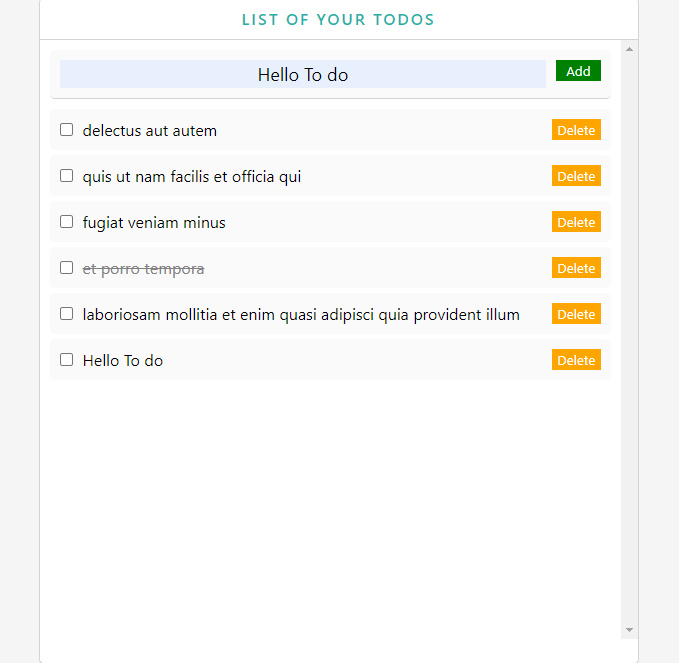 LIST OF YOUR TODOS
Hello To do Add
delectus aut autem Delete
quis ut nam facilis et officia qui Delete
fugiat veniam minus Delete
et porro tempora Delete
laboriosam mollitia et enim quasi adipisci quia provident illum Delete
Hello To do Delete